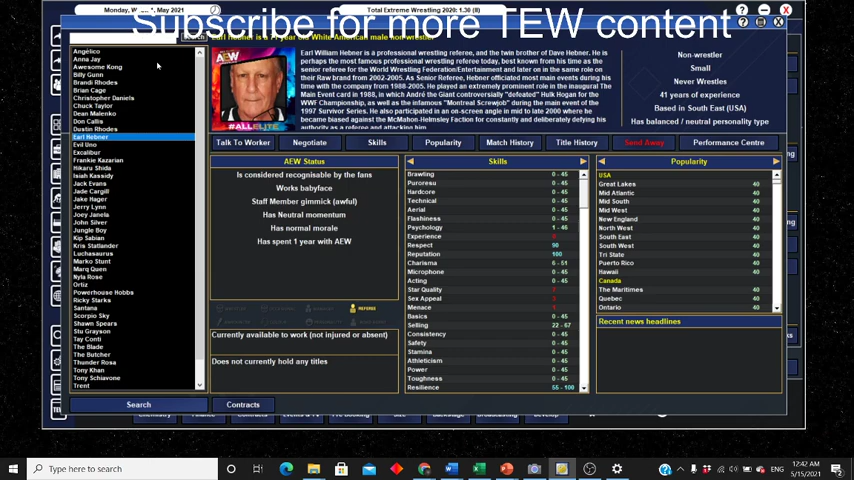 Monday, W
May, 2021
Total Extreme Wrestling 2020: 1.30 (8)
Subscribe for more TEW content
Search
Earl Hebner is a 71 year old White American male non wrestler
Angélico
Anna Jay
Awesome Kong
Billy Gunn
Brandi Rhodes
Brian Cage
Christopher Daniels
Chuck Taylor
Dean Malenko
Don Callis
Dustin Rhodes
Earl Hebner
Evil Uno
Excalibur
Frankie Kazarian
Hikaru Shida
Isiah Kassidy
Jack Evans
Jade Cargill
Jake Hager
Jerry Lynn
Joey Janela
John Silver
Jungle Boy
Kip Sabian
Kris Statlander
Luchasaurus
Marko Stunt
Marq Quen
Nyla Rose
Ortiz
Powerhouse Hobbs
Ricky Starks
Santana
Scorpio Sky
Shawn Spears
Stu Grayson
Tay Conti
The Blade
The Butcher
Thunder Rosa
Tony Khan
Tony Schiavone
Trent
#ALLELITE
Earl William Hebner is a professional wrestling referee, and the twin brother of Dave Hebner. He is
perhaps the most famous professional wrestling referee today, best known from his time as the
senior referee for the World Wrestling Federation/Entertainment and later on in the same role on
their Raw brand from 2002-2005. As Senior Referee, Hebner officiated most main events during his
time with the company from 1988-2005. He played an extremely prominent role in the inaugural The
Main Event card in 1988, in which André the Giant controversially "defeated" Hulk Hogan for the
WWF Championship, as well as the infamous "Montreal Screwjob" during the main event of the
1997 Survivor Series. He also participated in an on-screen angle in mid to late 2000 where he
became biased against the McMahon-Helmsley Faction for constantly and deliberately defying his
authority as a referee and attacking him
Non-wrestler
Small
Never Wrestles
41 years of experience
Based in South East (USA)
Has balanced / neutral personality type
Talk To Worker
Negotiate
Skills
Popularity
Match History
Title History
Send Away
Performance Centre
AEW Status
Is considered recognisable by the fans
Works babyface
Staff Member gimmick (awful)
Has Neutral momentum
Has normal morale
Has spent 1 year with AEW
REFEREE
Currently available to work (not injured or absent)
Does not currently hold any titles
Skills
Brawling 0 - 45
Puroresu 0 - 45
Hardcore 0 - 45
Technical 0 - 45
Aerial 0 - 45
Flashiness 0 - 45
Psychology 1 - 46
Experience
Respect 90
Reputation 100
Charisma 6 - 51
Microphone 0 - 45
Acting 0 - 45
Star Quality
Sex Appeal
Menace
Basics 0 - 45
Selling 22 - 67
Consistency 0 - 45
Safety 0 - 45
Stamina 0 - 45
Athleticism 0 - 45
Power 0 - 45
Toughness 0 - 45
Resilience 55 - 100
Popularity
USA
Great Lakes 40
Mid Atlantic 40
Mid South 40
Mid West 40
New England 40
North West 40
South East 40
South West 40
Tri State 40
Puerto Rico 40
Hawaii 40
Canada
The Maritimes 40
Quebec 40
Ontario 40
Recent news headlines
Search
Contracts
Type here to search
12:42 AM
5/15/2021